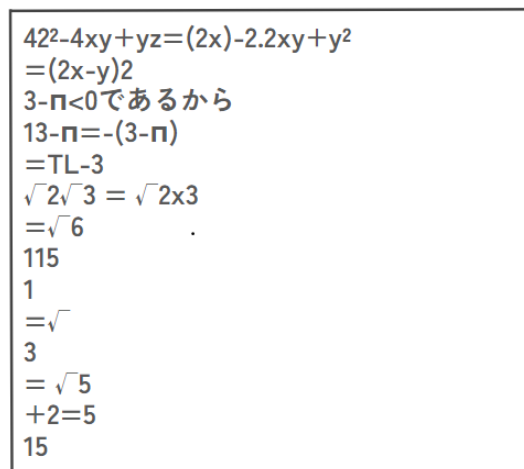 42²-4xy+yz=(2x)-2.2xy+y²
=(2x-y)2
3-п<0であるから
13-п=-(3-п)
=TL-3
√2√3 = √2x3
=√6
115
1
=√
3
= √5
+2=5
15